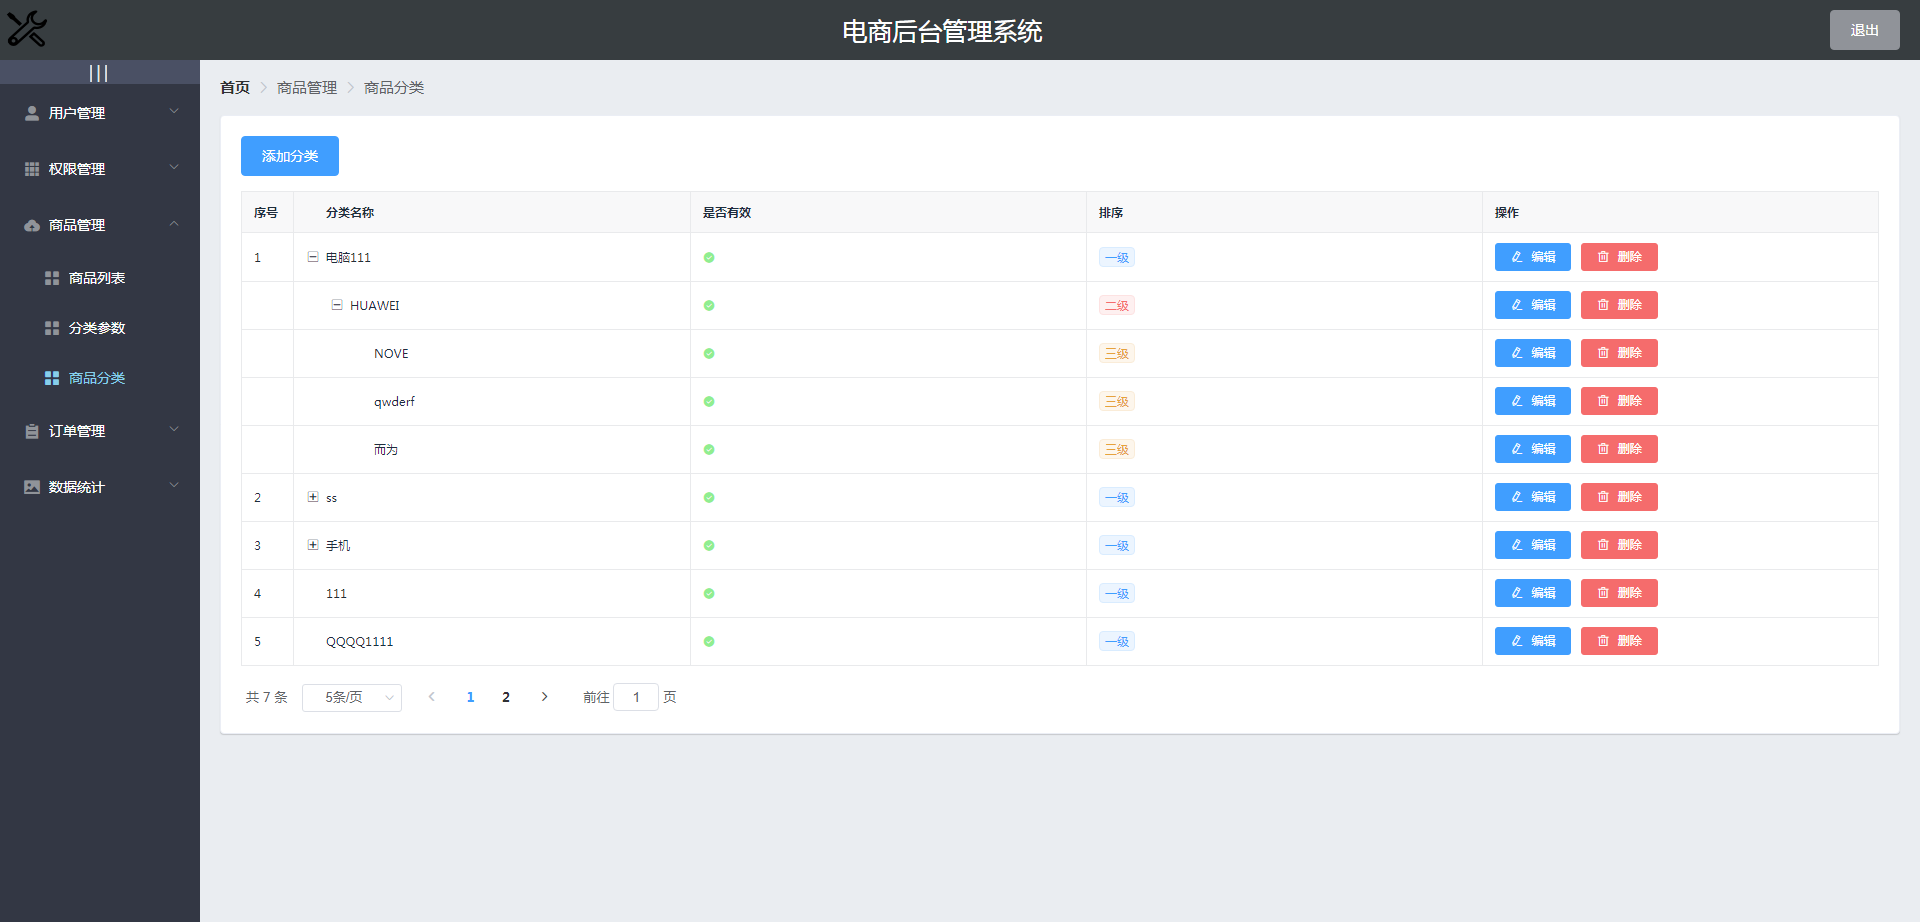 电商后台管理系统
退出
|||
用户管理
权限管理
商品管理
商品列表
分类参数
商品分类
订单管理
数据统计
首页 > 商品管理 > 商品分类
添加分类
序号 分类名称 是否有效 排序 操作
1 电脑111 一级 编辑 删除
HUAWEI 二级 编辑 删除
NOVE 三级 编辑 删除
qwderf 三级 编辑 删除
而为 三级 编辑 删除
2 ss 一级 编辑 删除
3 手机 一级 编辑 删除
4 111 一级 编辑 删除
5 QQQQ1111 一级 编辑 删除
共 7 条 5条/页 < 1 2 > 前往 1 页